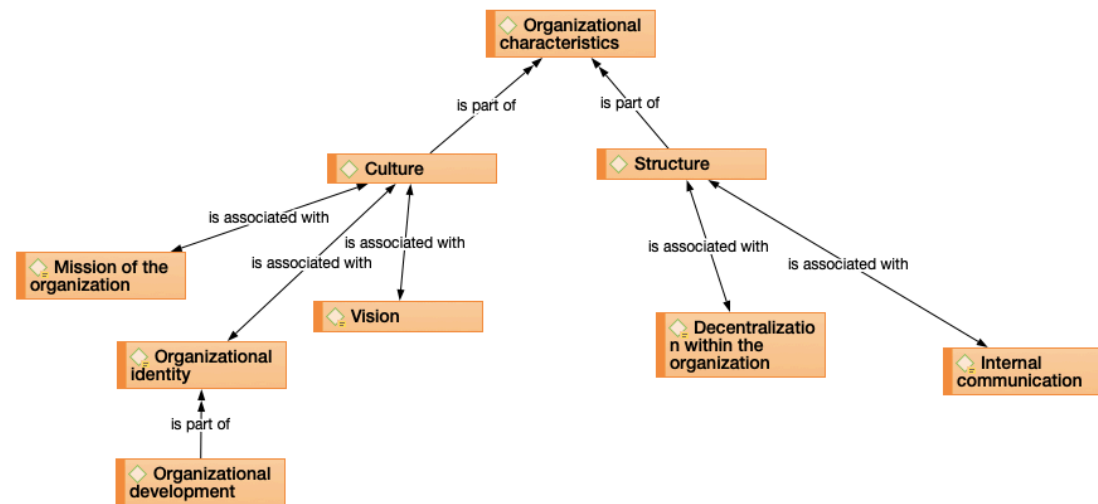 Organizational
characteristics
is part of
is part of
Culture
Structure
is associated with
is associated with
is associated with
is associated with
is associated with
Mission of the
organization
Vision
Decentralizatio
n within the
organization
Organizational
identity
Internal
communication
is part of
Organizational
development